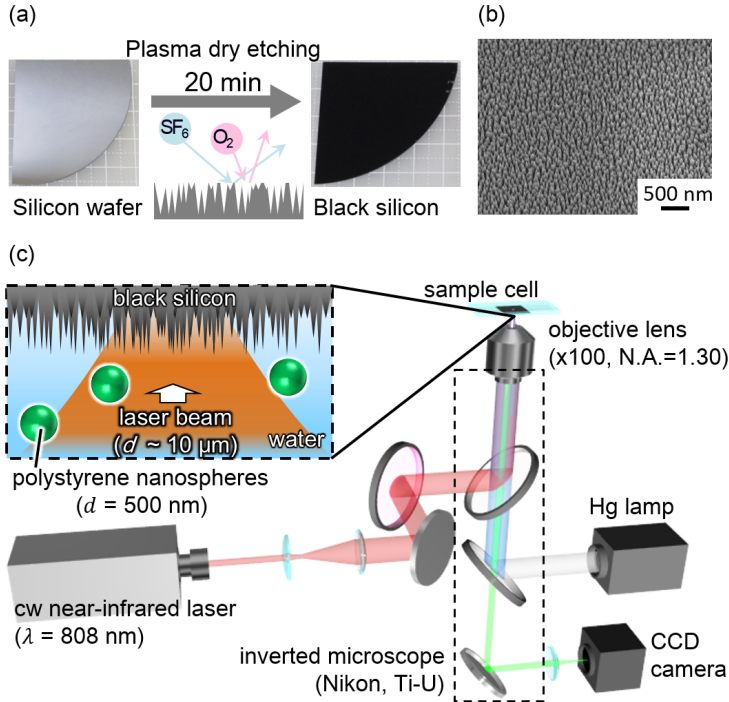 (a)
Plasma dry etching
20 min
SF6
O2
Silicon wafer
Black silicon
(b)
500 nm
(c)
black silicon
laser beam
(d ~ 10 μm)
water
polystyrene nanospheres
(d = 500 nm)
sample cell
objective lens
(x100, N.A.=1.30)
Hg lamp
cw near-infrared laser
(λ = 808 nm)
inverted microscope
(Nikon, Ti-U)
CCD
camera